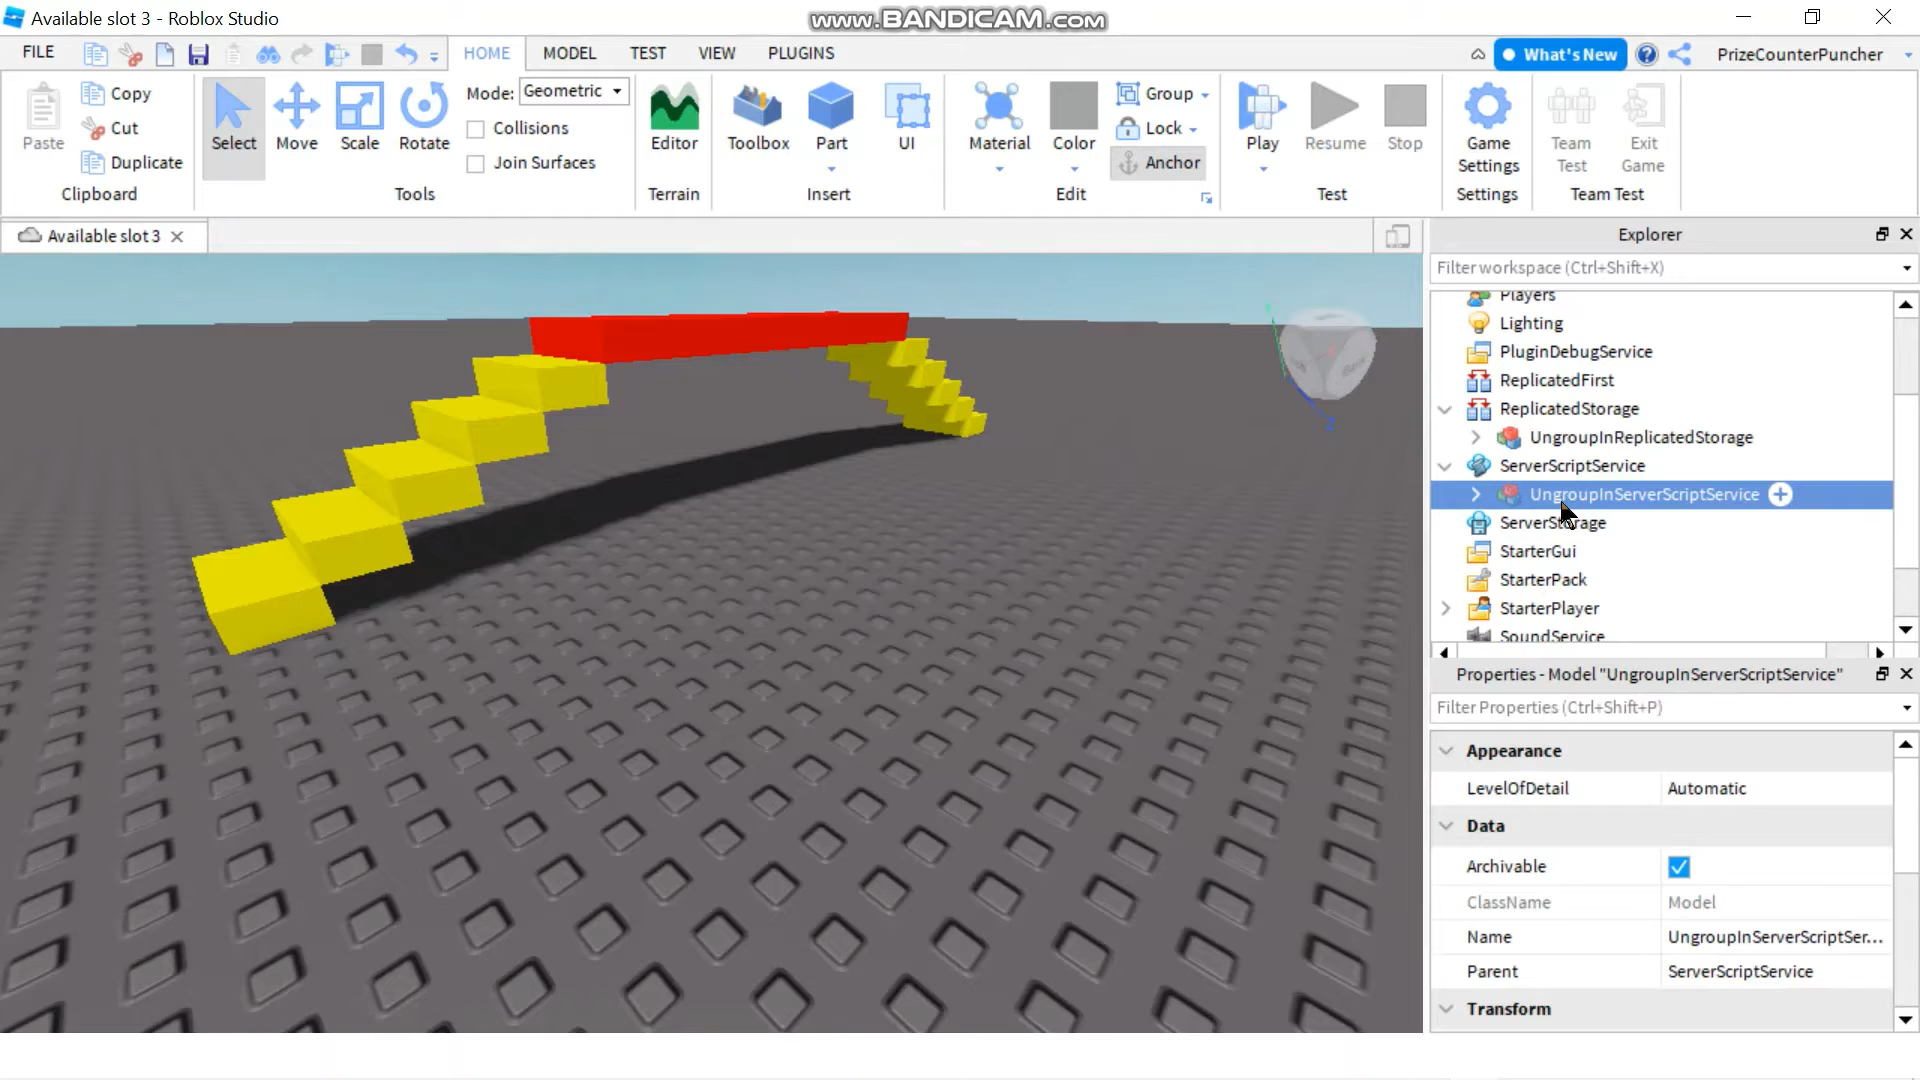 Available slot 3 - Roblox Studio
www.BANDICAM.com
FILE
HOME
MODEL
TEST
VIEW
PLUGINS
What's New
PrizeCounterPuncher
Paste
Copy
Cut
Duplicate
Clipboard
Select
Move
Scale
Rotate
Mode: Geometric
Collisions
Join Surfaces
Tools
Editor
Terrain
Toolbox
Part
UI
Insert
Material
Color
Group
Lock
Anchor
Edit
Play
Resume
Stop
Test
Game
Settings
Settings
Team
Test
Exit
Game
Team Test
Available slot 3
Explorer
Filter workspace (Ctrl+Shift+X)
Players
Lighting
PluginDebugService
ReplicatedFirst
ReplicatedStorage
UngroupInReplicatedStorage
ServerScriptService
UngroupInServerScriptService
ServerStorage
StarterGui
StarterPack
StarterPlayer
SoundService
Properties - Model "UngroupInServerScriptService"
Filter Properties (Ctrl+Shift+P)
Appearance
LevelOfDetail Automatic
Data
Archivable
ClassName Model
Name UngroupInServerScriptSer...
Parent ServerScriptService
Transform
Z